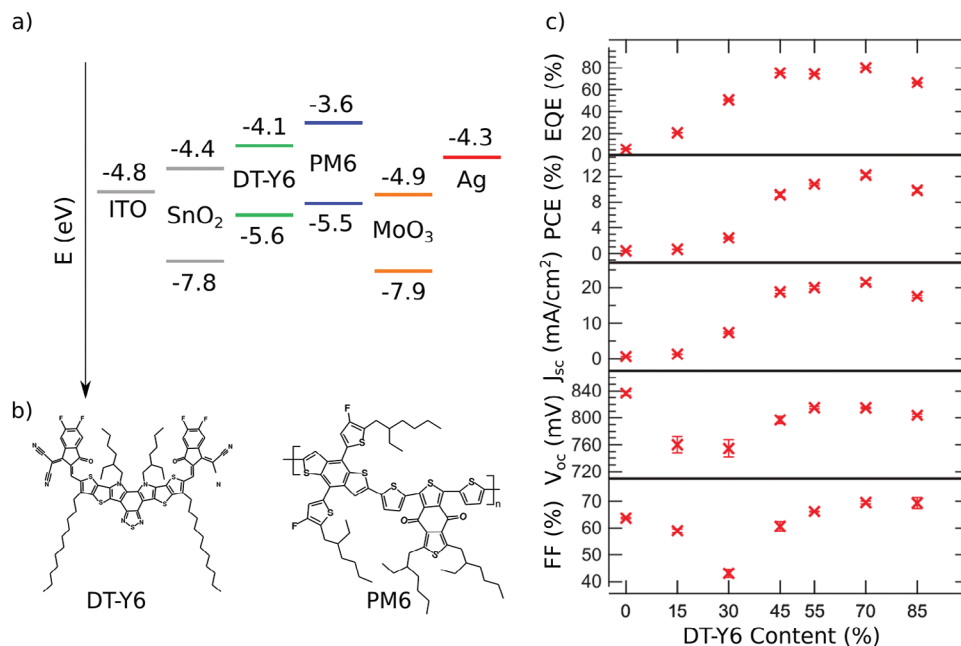 a)
E (eV)
-4.8
ITO
-4.4
SnO₂
-7.8
-4.1
DT-Y6
-5.6
-3.6
PM6
-5.5
-4.9
MoO₃
-7.9
-4.3
Ag
b)
F F F F
N N N N
O O
N N
S S S S
N N
S
DT-Y6
F
S
S
S S S
n
S
F
S
O O
S
PM6
c)
EQE (%)
80
60
40
20
0
PCE (%)
12
8
4
0
Jsc (mA/cm²)
20
10
0
Voc (mV)
840
800
760
720
FF (%)
70
60
50
40
0 15 30 45 55 70 85
DT-Y6 Content (%)